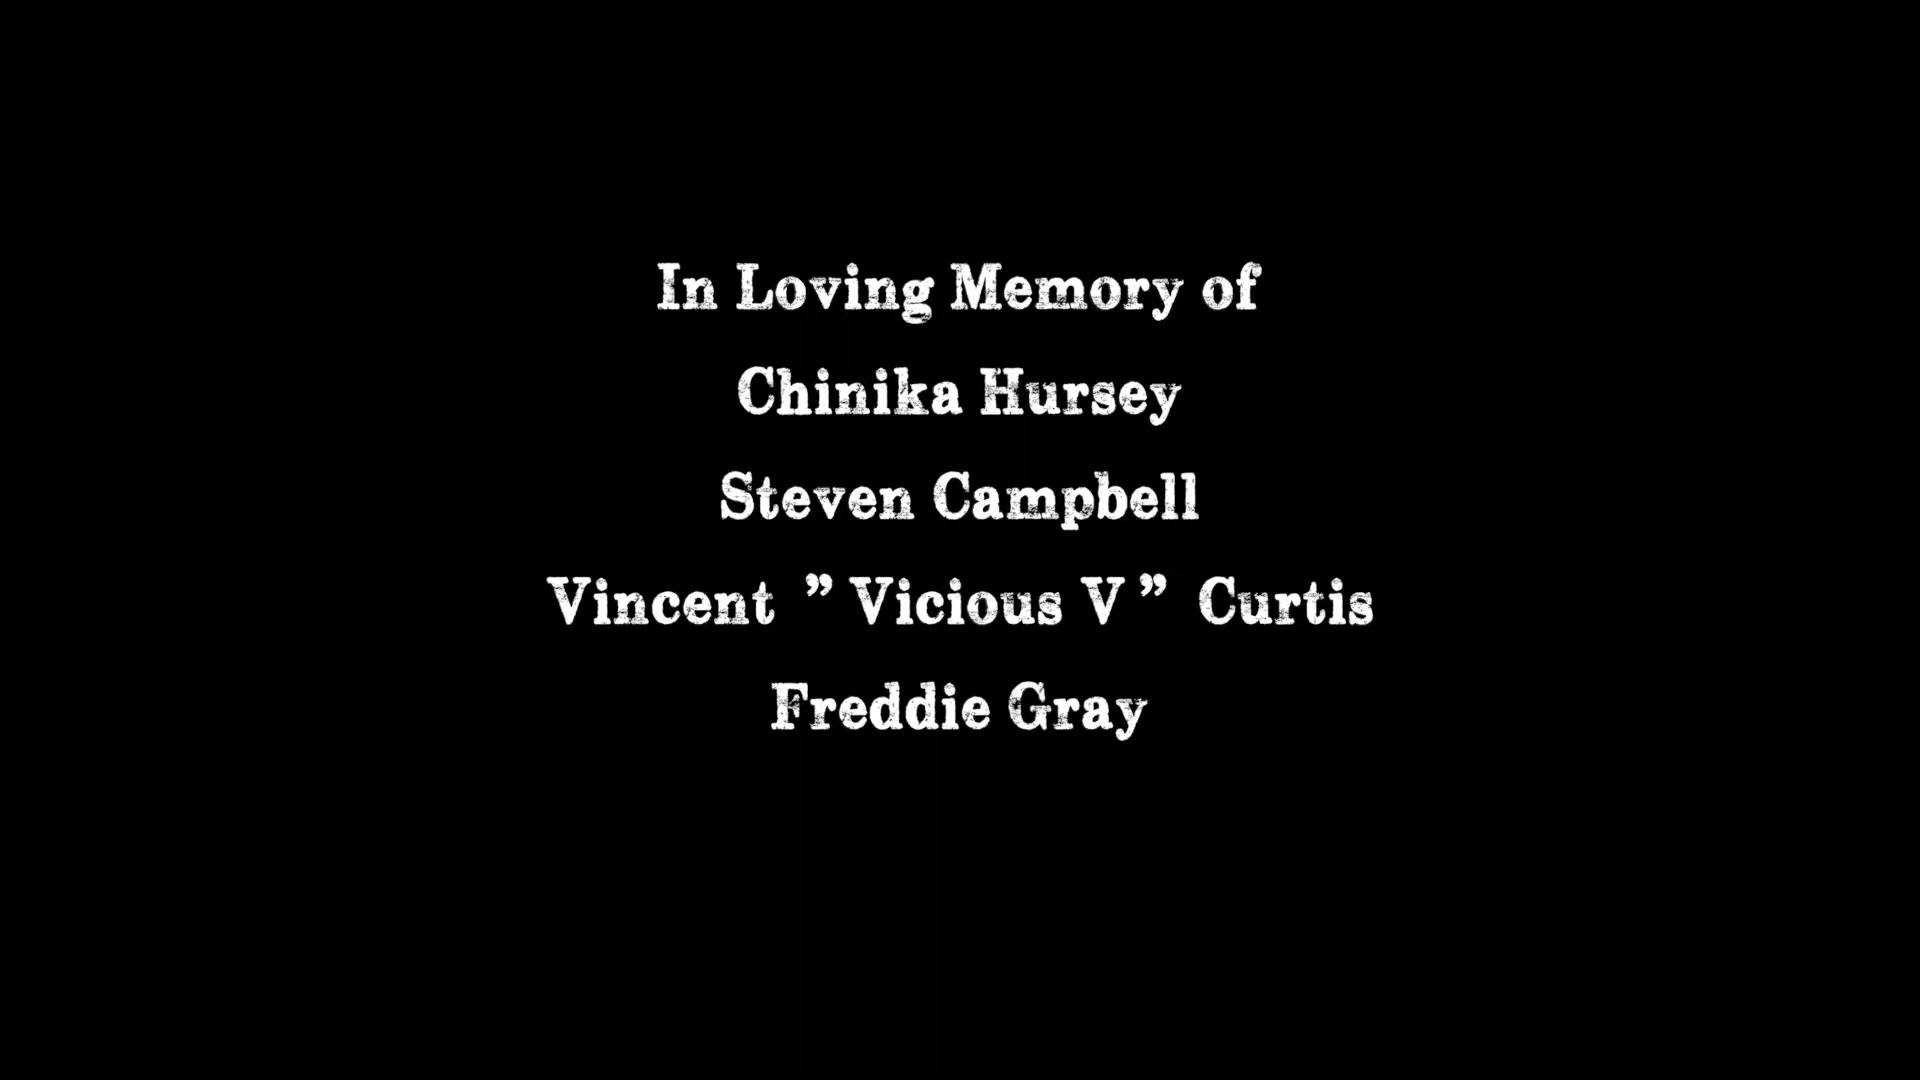 In Loving Memory of
Chinika Hursey
Steven Campbell
Vincent ”Vicious V” Curtis
Freddie Gray